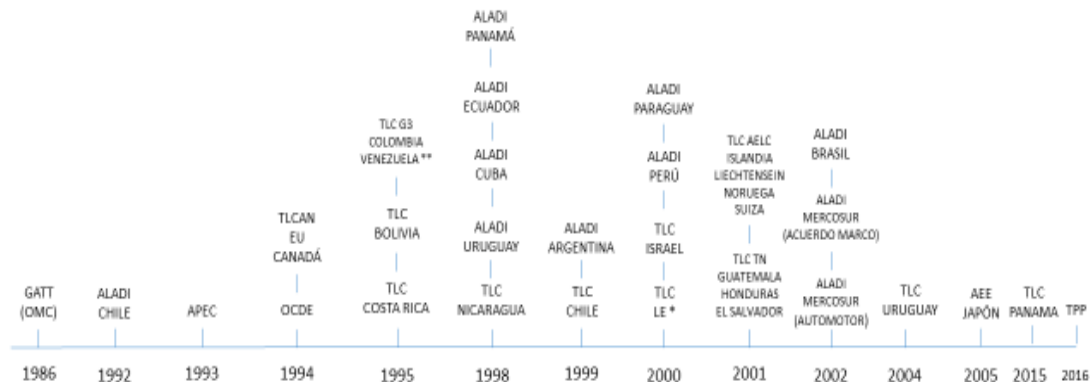 GATT
(OMC)
1986
ALADI
CHILE
1992
APEC
1993
TLCAN
EU
CANADÁ
OCDE
1994
TLC G3
COLOMBIA
VENEZUELA **
TLC
BOLIVIA
TLC
COSTA RICA
1995
ALADI
PANAMÁ
ALADI
ECUADOR
ALADI
CUBA
ALADI
URUGUAY
TLC
NICARAGUA
1998
ALADI
ARGENTINA
TLC
CHILE
1999
ALADI
PARAGUAY
ALADI
PERÚ
TLC
ISRAEL
TLC
LE *
2000
TLC AELC
ISLANDIA
LIECHTENSEIN
NORUEGA
SUIZA
TLC TN
GUATEMALA
HONDURAS
EL SALVADOR
2001
ALADI
BRASIL
ALADI
MERCOSUR
(ACUERDO MARCO)
ALADI
MERCOSUR
(AUTOMOTOR)
2002
TLC
URUGUAY
2004
AEE
JAPÓN
2005
TLC
PANAMA
2015
TPP
2016